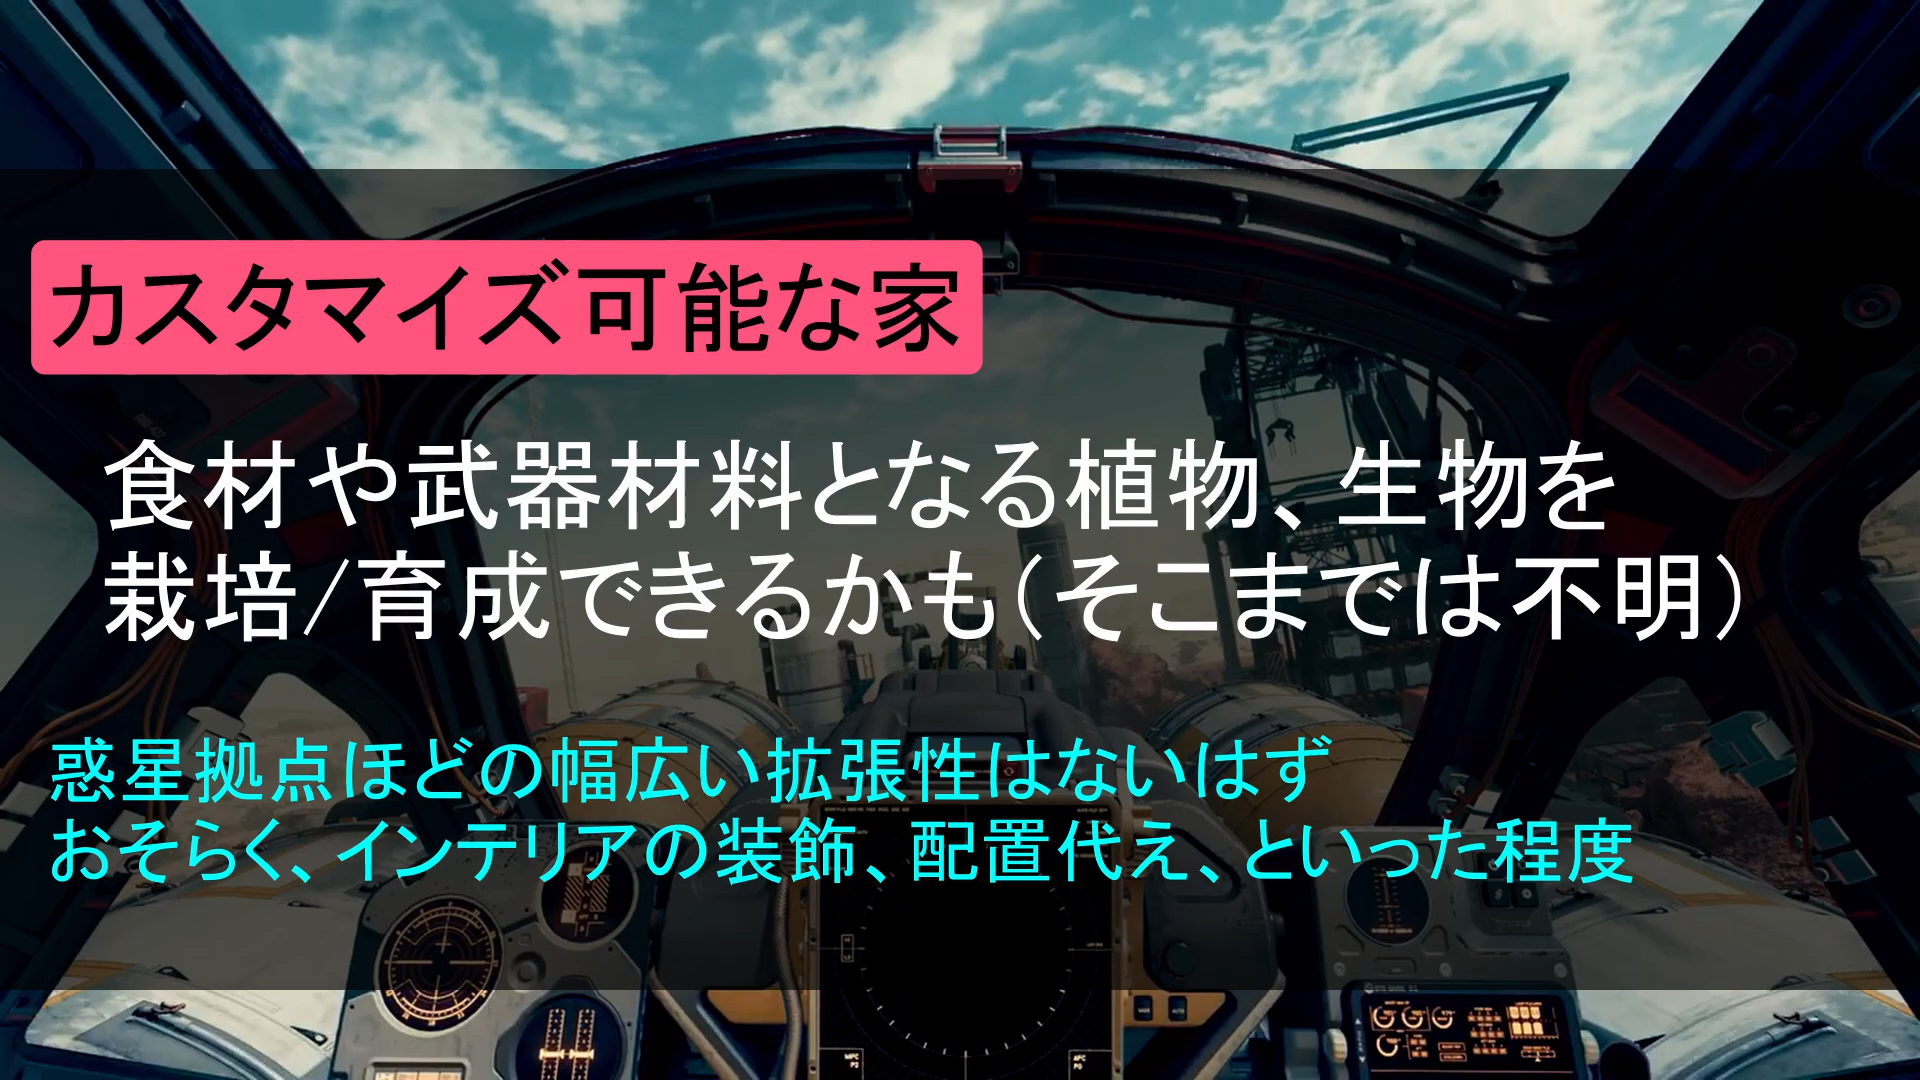 カスタマイズ可能な家
食材や武器材料となる植物、生物を
栽培/育成できるかも（そこまでは不明）
惑星拠点ほどの幅広い拡張性はないはず
おそらく、インテリアの装飾、配置代え、といった程度